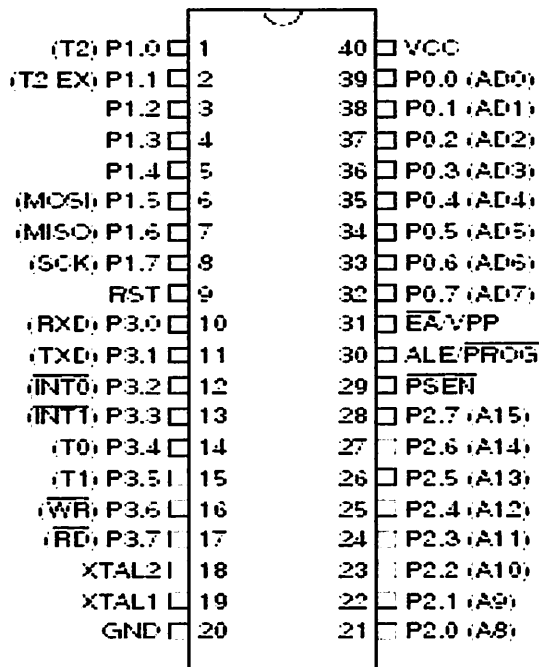 (T2) P1.0 1 40 VCC
(T2 EX) P1.1 2 39 P0.0 (AD0)
P1.2 3 38 P0.1 (AD1)
P1.3 4 37 P0.2 (AD2)
P1.4 5 36 P0.3 (AD3)
(MOSI) P1.5 6 35 P0.4 (AD4)
(MISO) P1.6 7 34 P0.5 (AD5)
(SCK) P1.7 8 33 P0.6 (AD6)
RST 9 32 P0.7 (AD7)
(RXD) P3.0 10 31 E̅A̅/VPP
(TXD) P3.1 11 30 ALE/P̅R̅O̅G̅
(I̅N̅T̅0̅) P3.2 12 29 P̅S̅E̅N̅
(I̅N̅T̅1̅) P3.3 13 28 P2.7 (A15)
(T0) P3.4 14 27 P2.6 (A14)
(T1) P3.5 15 26 P2.5 (A13)
(W̅R̅) P3.6 16 25 P2.4 (A12)
(R̅D̅) P3.7 17 24 P2.3 (A11)
XTAL2 18 23 P2.2 (A10)
XTAL1 19 22 P2.1 (A9)
GND 20 21 P2.0 (A8)